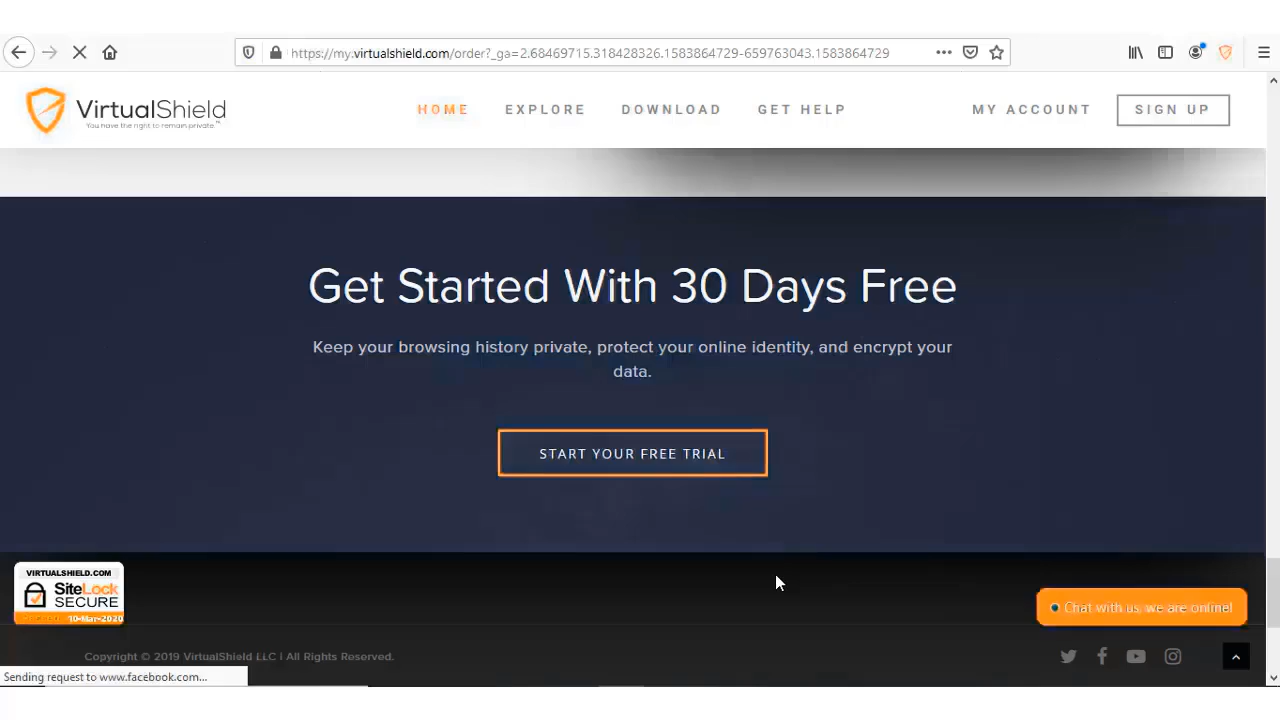 https://my.virtualshield.com/order?_ga=2.68469715.318428326.1583864729-659763043.1583864729
VirtualShield
You have the right to remain private.™
HOME EXPLORE DOWNLOAD GET HELP MY ACCOUNT SIGN UP
Get Started With 30 Days Free
Keep your browsing history private, protect your online identity, and encrypt your
data.
START YOUR FREE TRIAL
VIRTUALSHIELD.COM
SiteLock
SECURE
10-Mar-2020
Chat with us, we are online!
Copyright © 2019 VirtualShield LLC | All Rights Reserved.
Sending request to www.facebook.com...